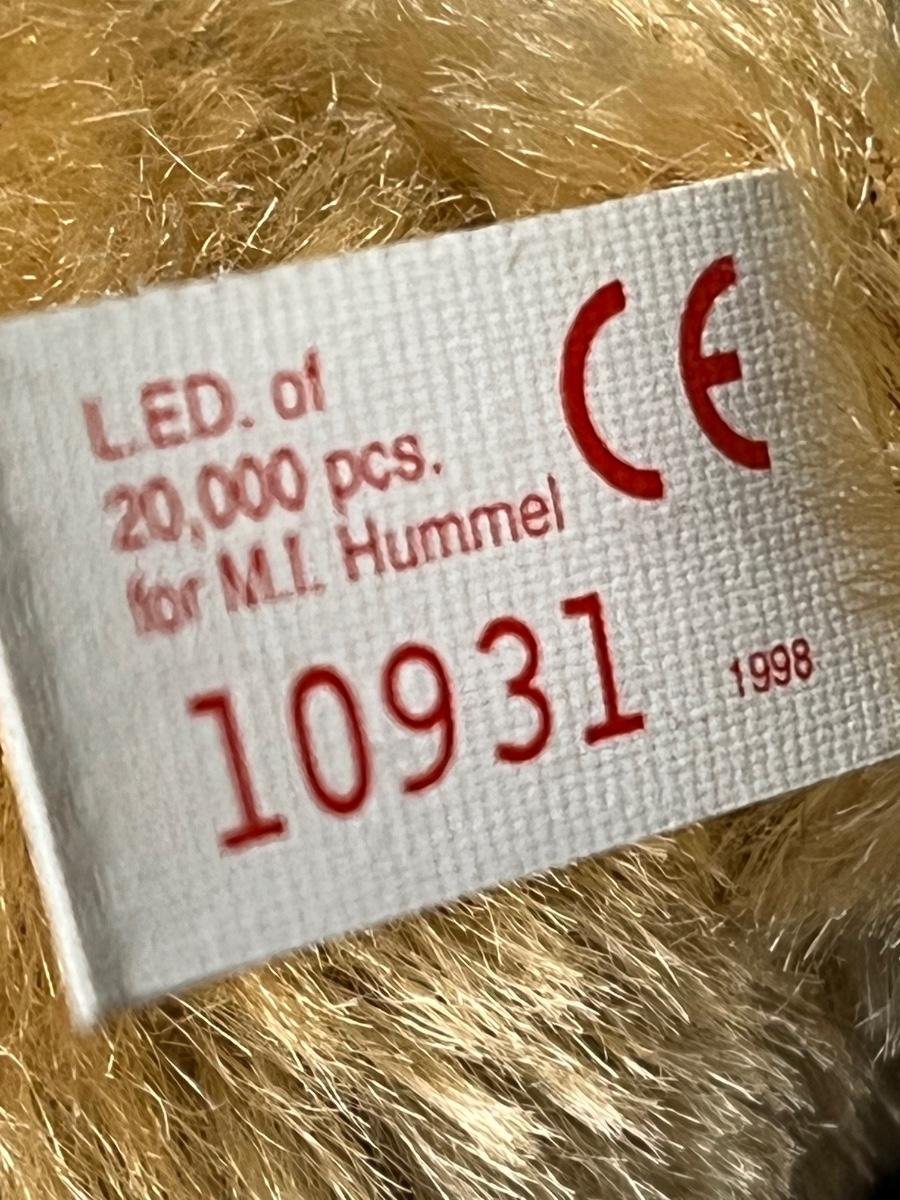 L.ED. of
20,000 pcs.
for M.I. Hummel
CE
10931
1998